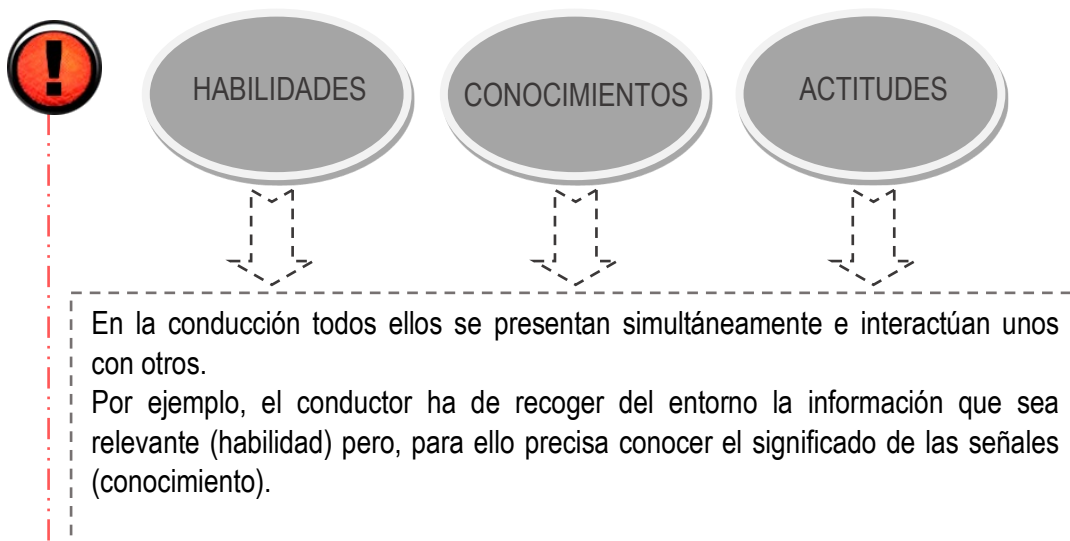 HABILIDADES
CONOCIMIENTOS
ACTITUDES
En la conducción todos ellos se presentan simultáneamente e interactúan unos
con otros.
Por ejemplo, el conductor ha de recoger del entorno la información que sea
relevante (habilidad) pero, para ello precisa conocer el significado de las señales
(conocimiento).